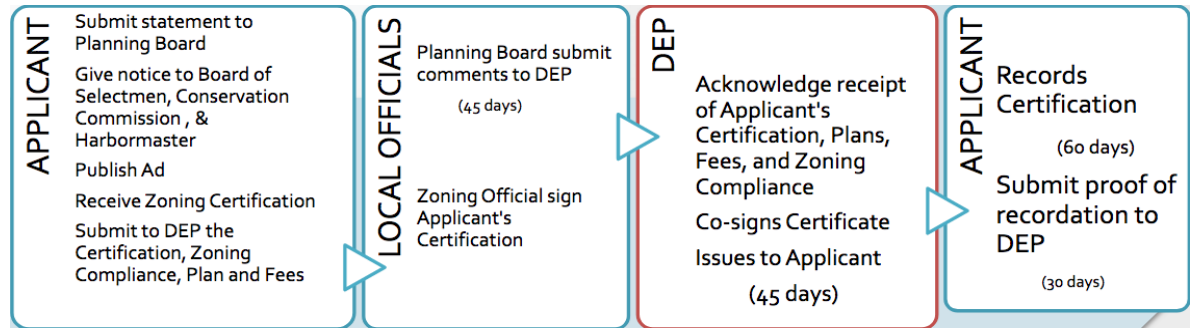 APPLICANT
Submit statement to
Planning Board
Give notice to Board of
Selectmen, Conservation
Commission , &
Harbormaster
Publish Ad
Receive Zoning Certification
Submit to DEP the
Certification, Zoning
Compliance, Plan and Fees
LOCAL OFFICIALS
Planning Board submit
comments to DEP
(45 days)
Zoning Official sign
Applicant's
Certification
DEP
Acknowledge receipt
of Applicant's
Certification, Plans,
Fees, and Zoning
Compliance
Co-signs Certificate
Issues to Applicant
(45 days)
APPLICANT
Records
Certification
(60 days)
Submit proof of
recordation to
DEP
(30 days)